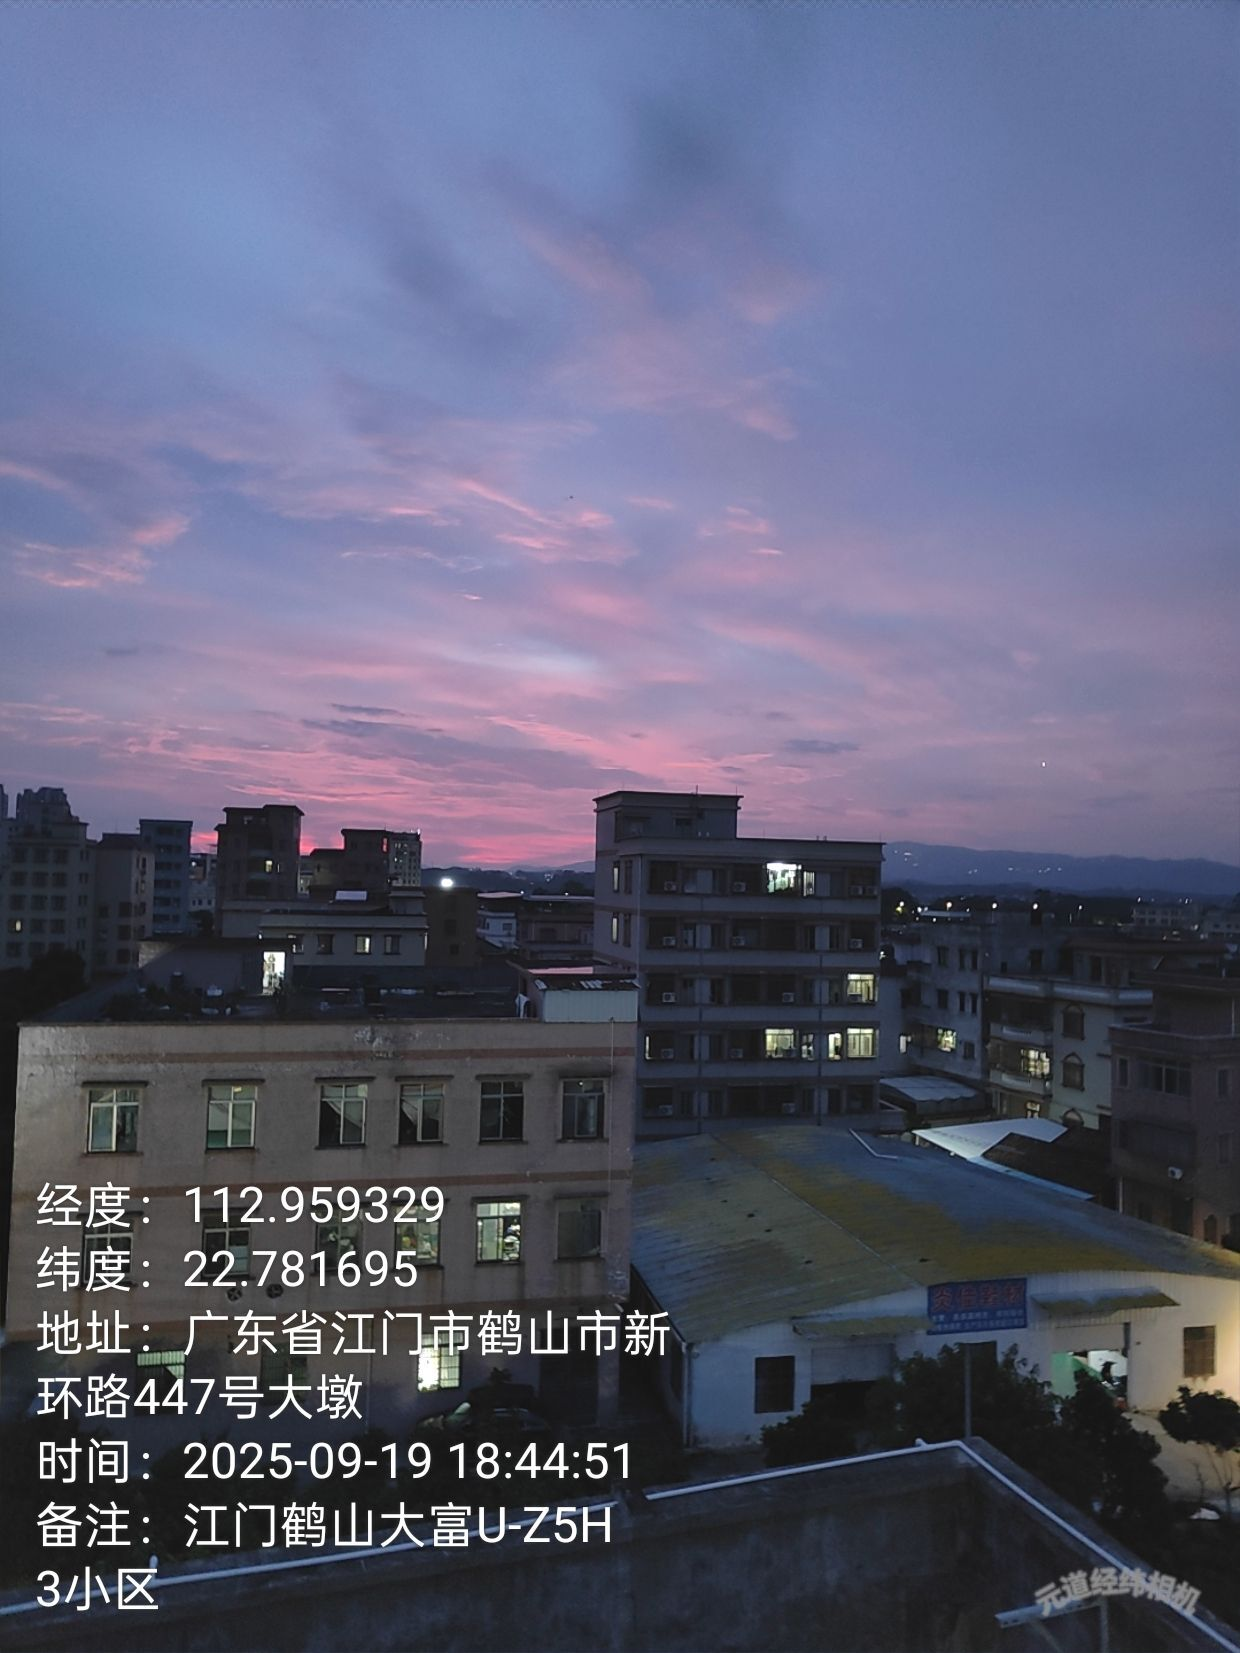 经度：112.959329
纬度：22.781695
地址：广东省江门市鹤山市新
环路447号大墩
时间：2025-09-19 18:44:51
备注：江门鹤山大富U-Z5H
3小区
元道经纬相机